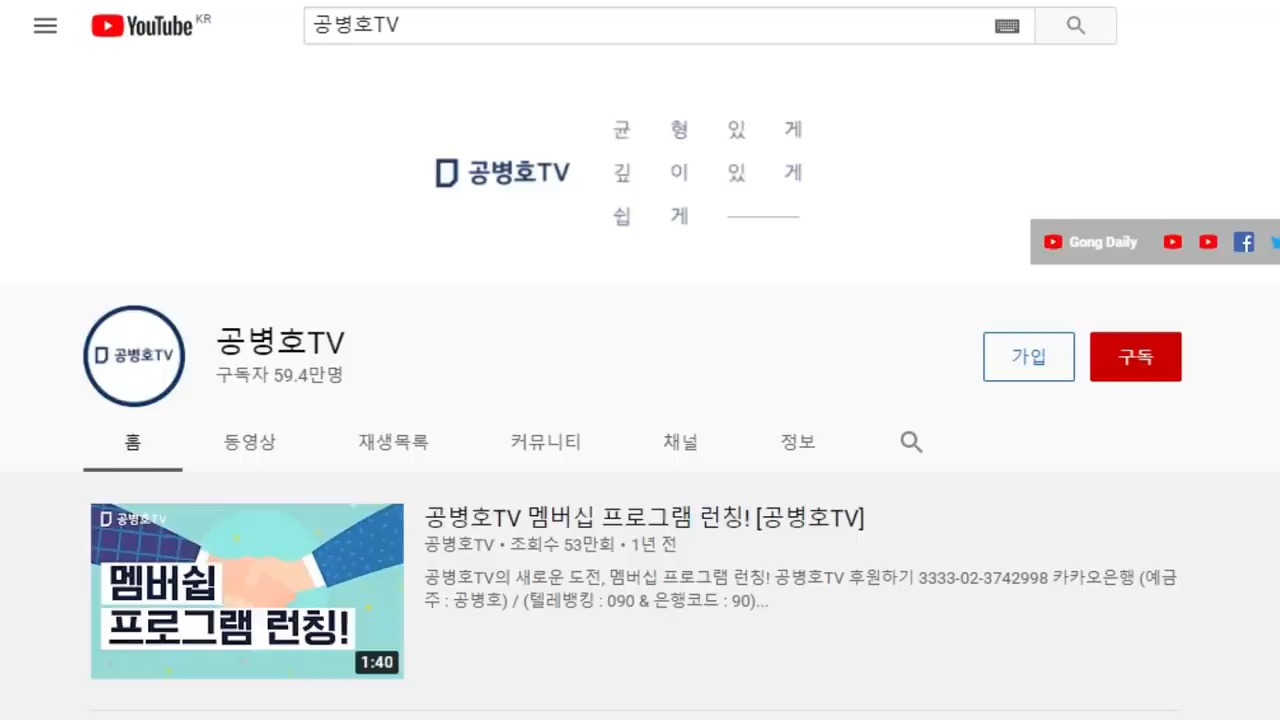 YouTube KR
공병호TV
공병호TV
균 형 있 게
깊 이 있 게
쉽 게
Gong Daily
공병호TV
공병호TV
구독자 59.4만명
가입
구독
홈
동영상
재생목록
커뮤니티
채널
정보
공병호TV
멤버쉽
프로그램 런칭!
1:40
공병호TV 멤버십 프로그램 런칭! [공병호TV]
공병호TV • 조회수 53만회 • 1년 전
공병호TV의 새로운 도전, 멤버십 프로그램 런칭! 공병호TV 후원하기 3333-02-3742998 카카오은행 (예금
주 : 공병호) / (텔레뱅킹 : 090 & 은행코드 : 90)...